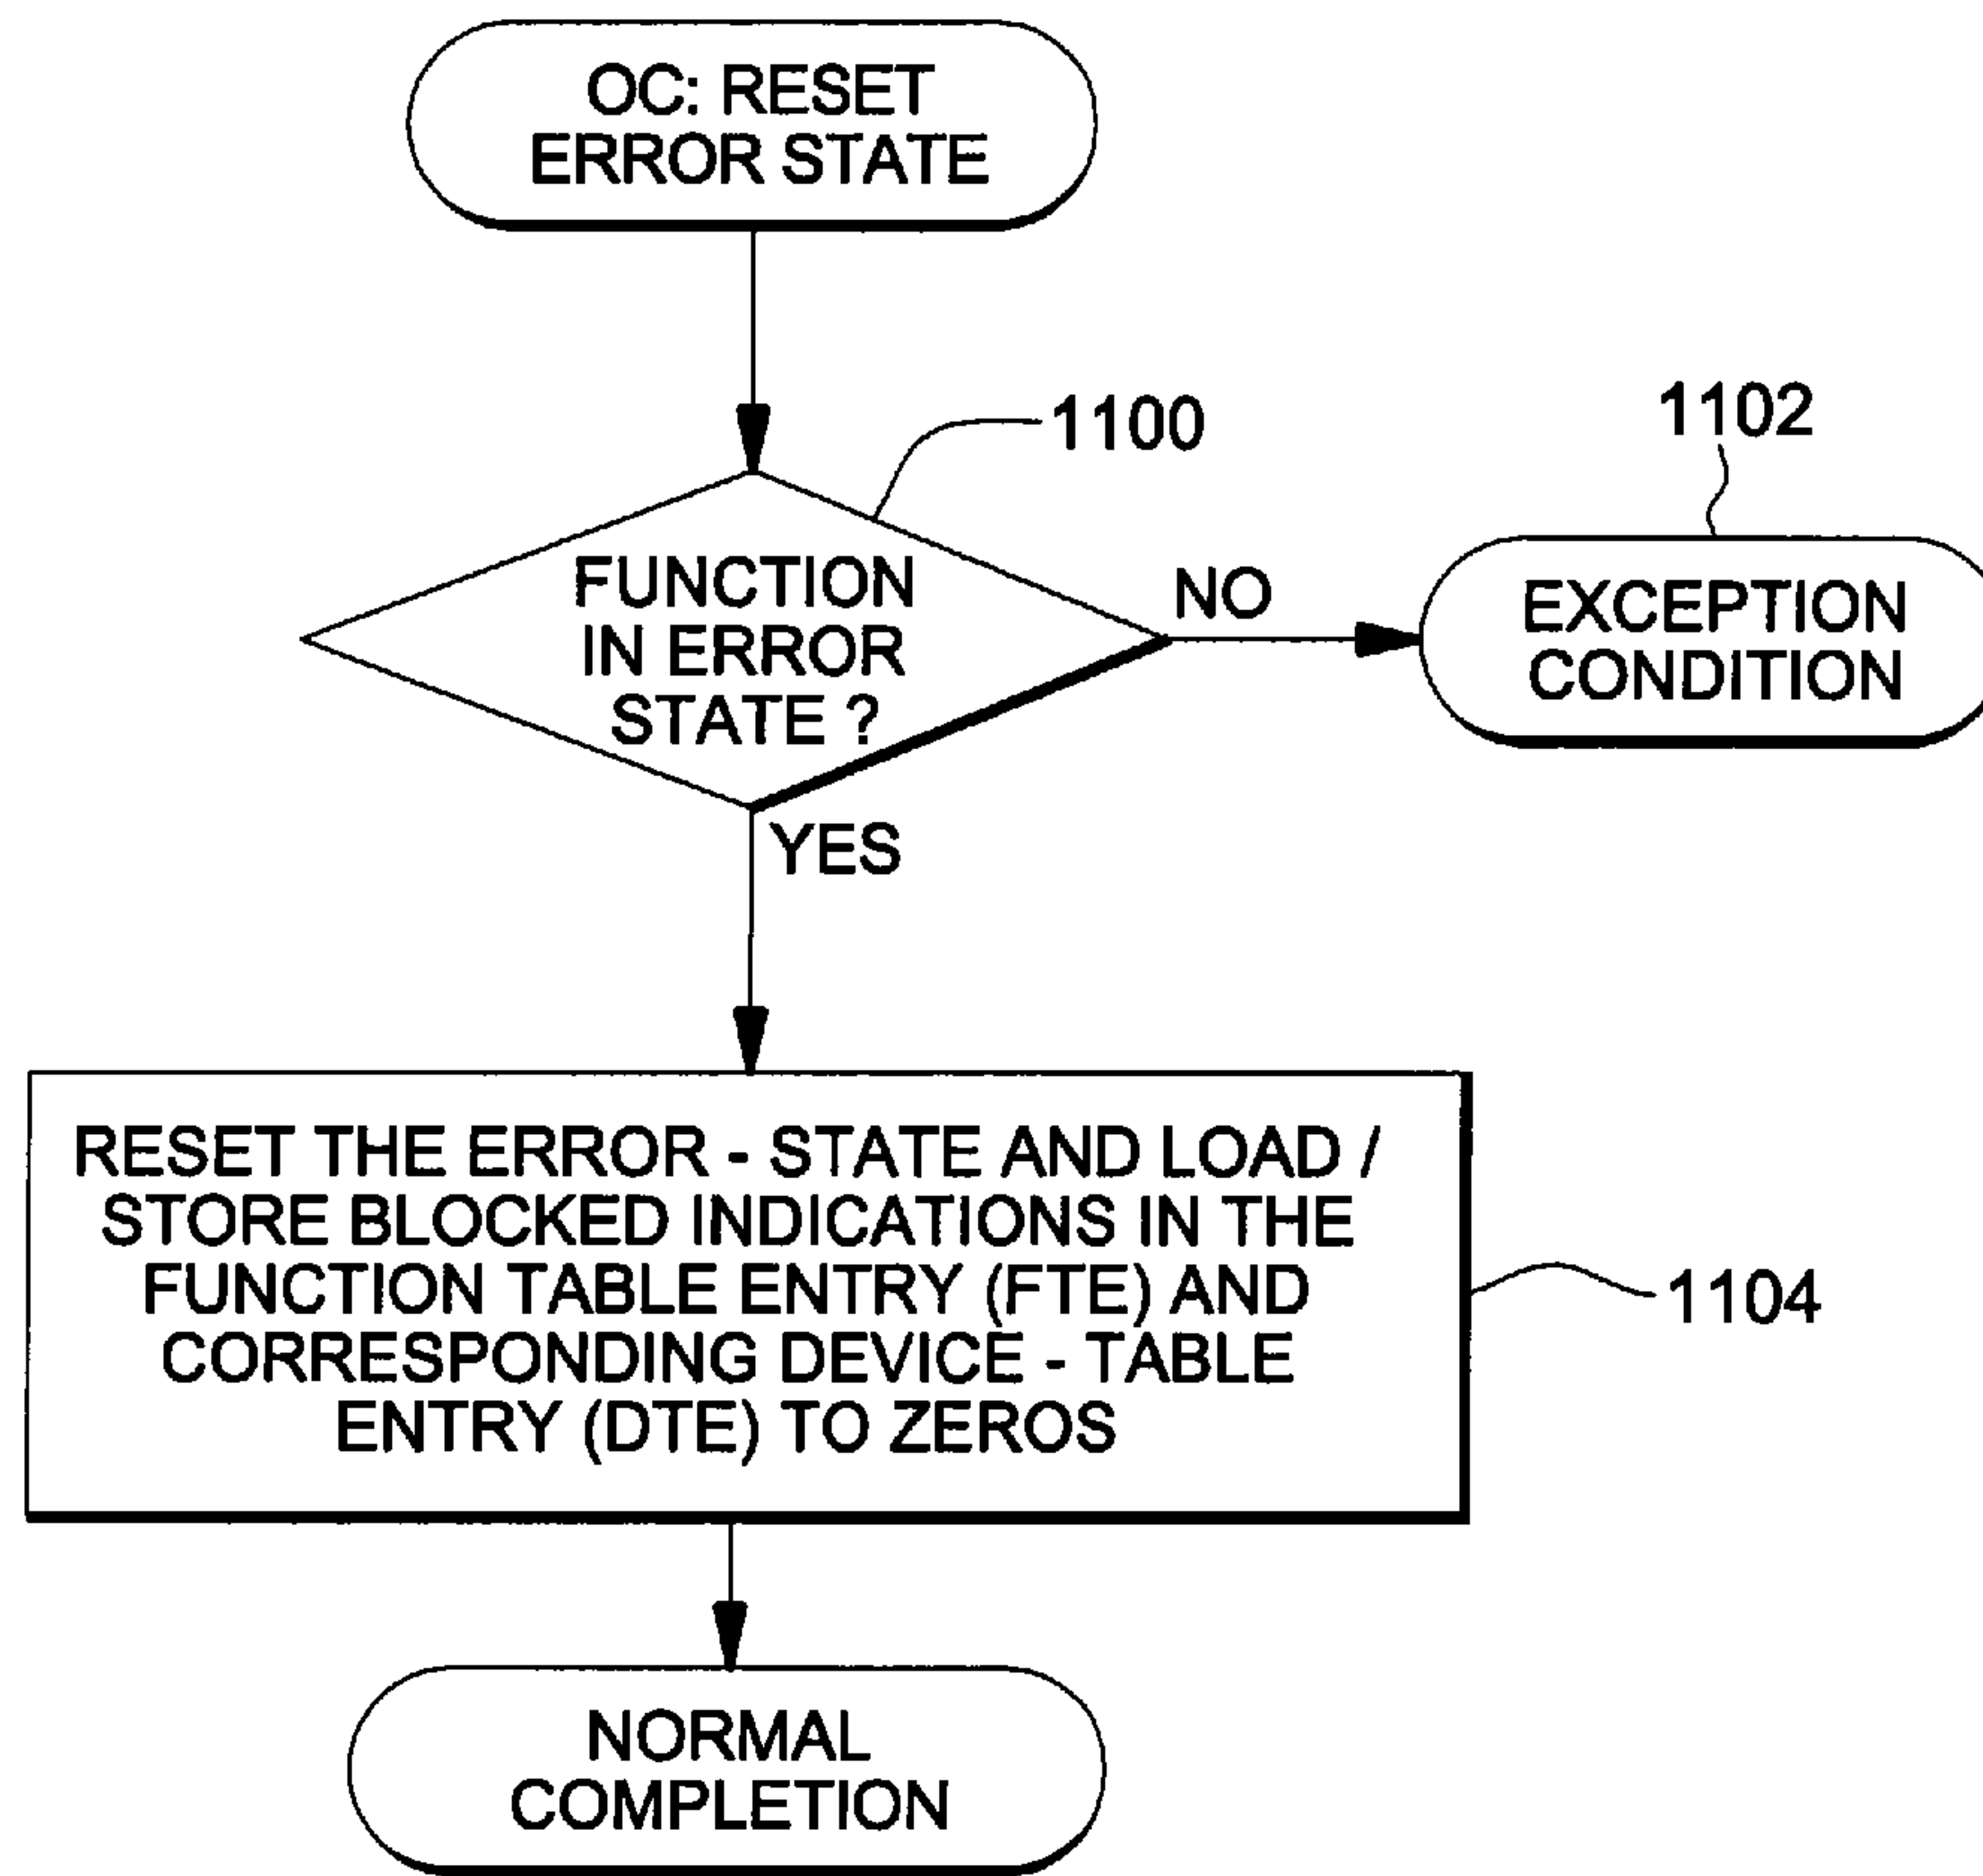 OC: RESET
ERROR STATE
1100
1102
FUNCTION
IN ERROR
STATE ?
NO
EXCEPTION
CONDITION
YES
RESET THE ERROR - STATE AND LOAD /
STORE BLOCKED INDICATIONS IN THE
FUNCTION TABLE ENTRY (FTE) AND
CORRESPONDING DEVICE - TABLE
ENTRY (DTE) TO ZEROS
1104
NORMAL
COMPLETION